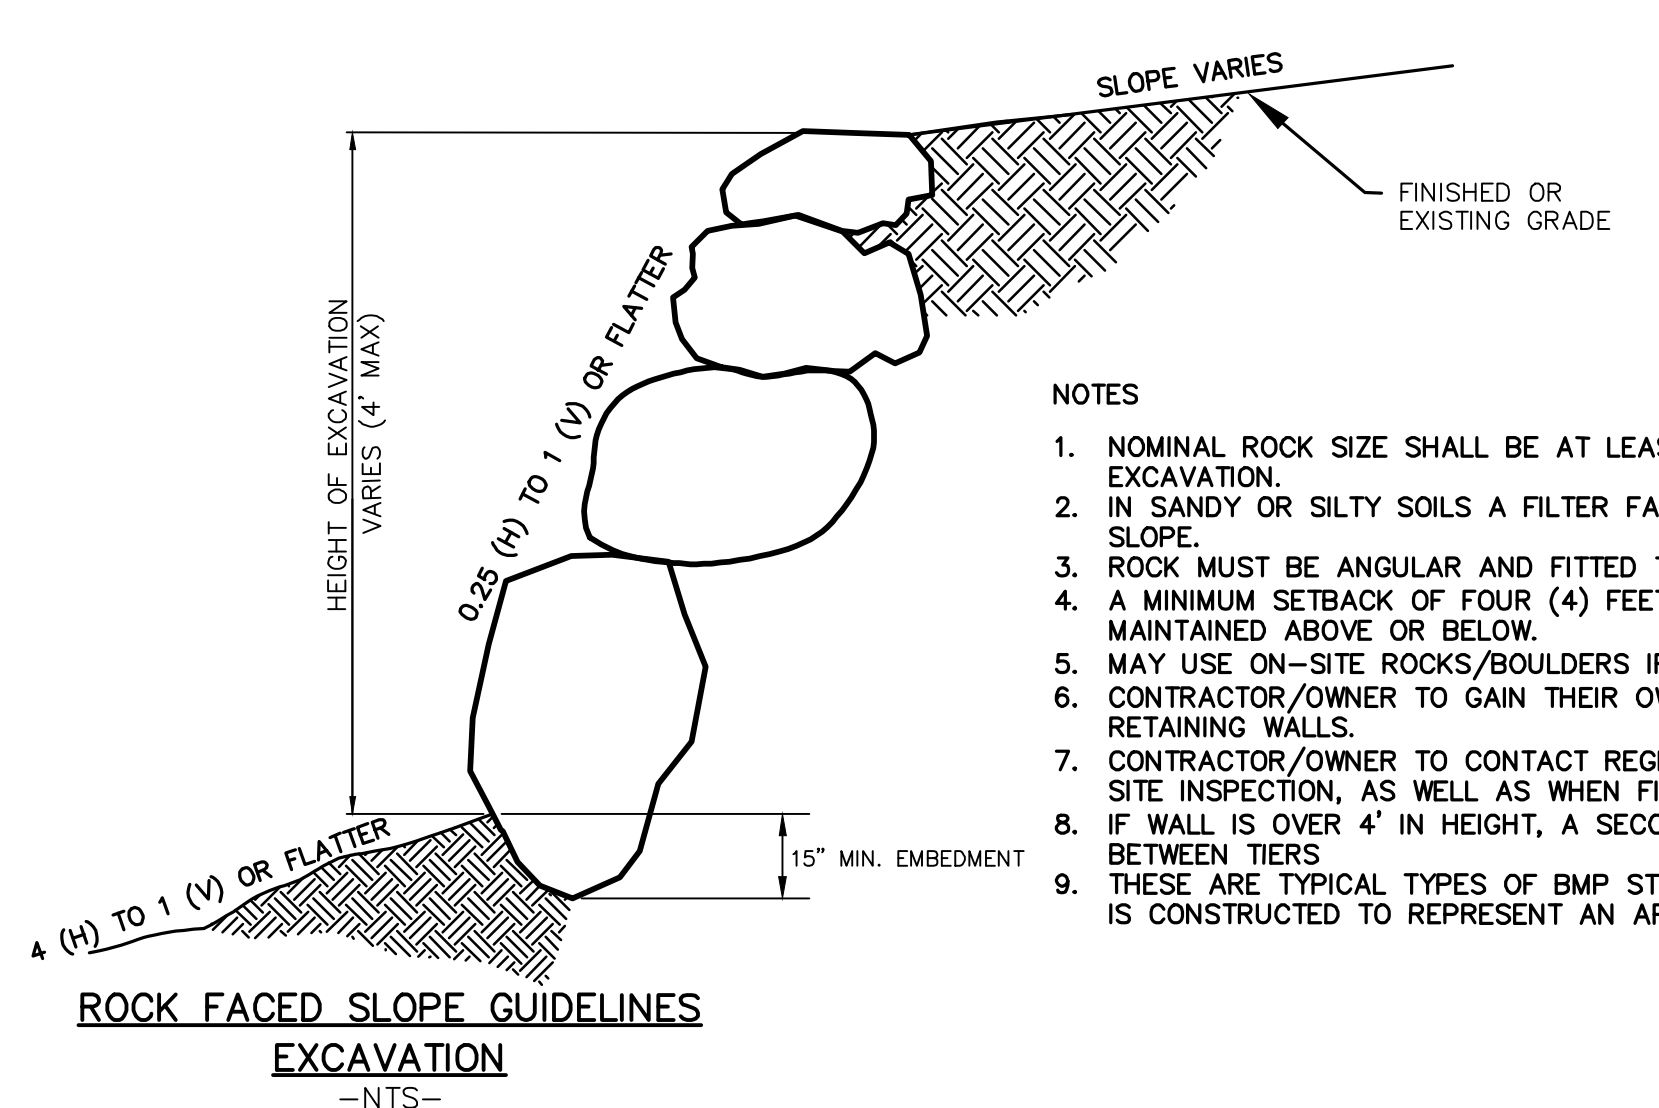 SLOPE VARIES
FINISHED OR
EXISTING GRADE
HEIGHT OF EXCAVATION
VARIES (4' MAX)
0.25 (H) TO 1 (V) OR FLATTER
4 (H) TO 1 (V) OR FLATTER
15" MIN. EMBEDMENT
ROCK FACED SLOPE GUIDELINES
EXCAVATION
-NTS-
NOTES
1. NOMINAL ROCK SIZE SHALL BE AT
EXCAVATION.
2. IN SANDY OR SILTY SOILS A FILTER
SLOPE.
3. ROCK MUST BE ANGULAR AND FITTED
4. A MINIMUM SETBACK OF FOUR (4) FEET
MAINTAINED ABOVE OR BELOW.
5. MAY USE ON-SITE ROCKS/BOULDERS IF
6. CONTRACTOR/OWNER TO GAIN THEIR
RETAINING WALLS.
7. CONTRACTOR/OWNER TO CONTACT
SITE INSPECTION, AS WELL AS WHEN
8. IF WALL IS OVER 4' IN HEIGHT, A
BETWEEN TIERS
9. THESE ARE TYPICAL TYPES OF BMP
IS CONSTRUCTED TO REPRESENT AN